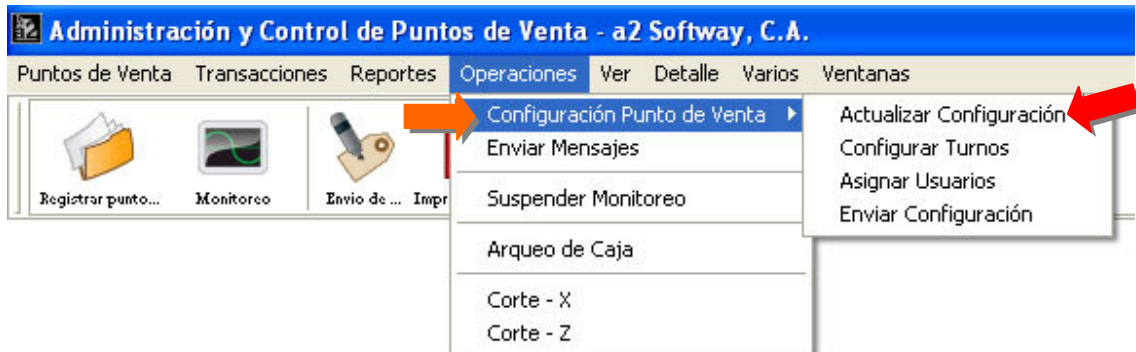 Administración y Control de Puntos de Venta - a2 Softway, C.A.
Puntos de Venta Transacciones Reportes Operaciones Ver Detalle Varios Ventanas
Registrar punto... Monitoreo Envio de ... Impr
Configuración Punto de Venta
Enviar Mensajes
Suspender Monitoreo
Arqueo de Caja
Corte - X
Corte - Z
Actualizar Configuración
Configurar Turnos
Asignar Usuarios
Enviar Configuración